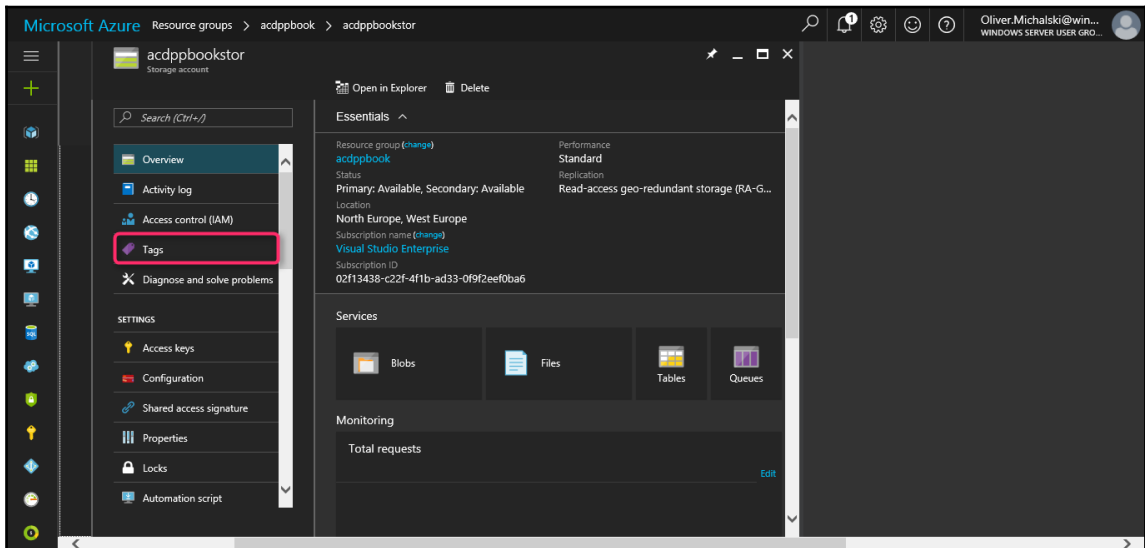 Microsoft Azure Resource groups > acdppbook > acdppbookstor
1
Oliver.Michalski@win...
WINDOWS SERVER USER GRO...
acdppbookstor
Storage account
Open in Explorer Delete
Search (Ctrl+/)
Overview
Activity log
Access control (IAM)
Tags
Diagnose and solve problems
SETTINGS
Access keys
Configuration
Shared access signature
Properties
Locks
Automation script
Essentials
Resource group (change)
acdppbook
Status
Primary: Available, Secondary: Available
Location
North Europe, West Europe
Subscription name (change)
Visual Studio Enterprise
Subscription ID
02f13438-c22f-4f1b-ad33-0f9f2eef0ba6
Performance
Standard
Replication
Read-access geo-redundant storage (RA-G...
Services
Blobs
Files
Tables
Queues
Monitoring
Total requests
Edit
SQL